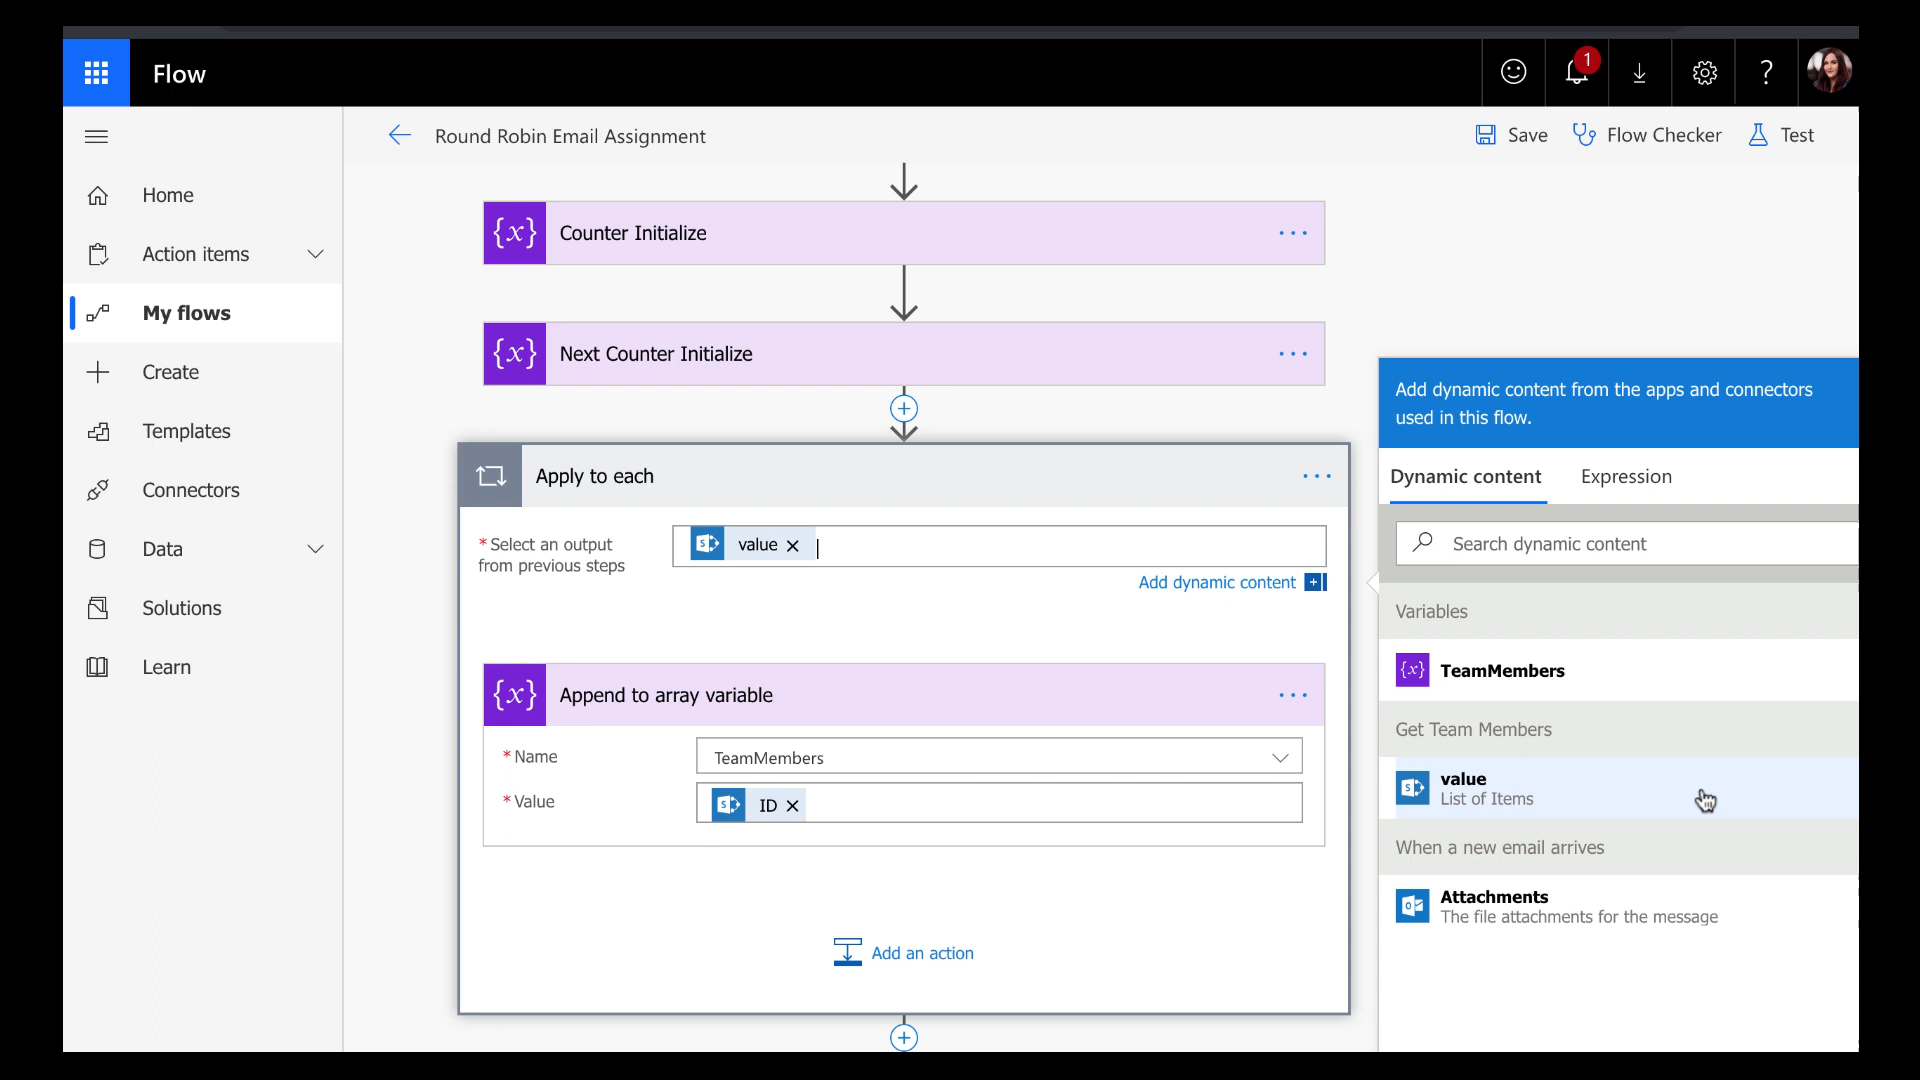 Flow
1
Round Robin Email Assignment
Save
Flow Checker
Test
Home
Action items
My flows
Create
Templates
Connectors
Data
Solutions
Learn
{x} Counter Initialize
{x} Next Counter Initialize
Apply to each
* Select an output
from previous steps
value
Add dynamic content
{x} Append to array variable
* Name
TeamMembers
* Value
ID
Add an action
Add dynamic content from the apps and connectors
used in this flow.
Dynamic content
Expression
Search dynamic content
Variables
{x} TeamMembers
Get Team Members
value
List of Items
When a new email arrives
Attachments
The file attachments for the message